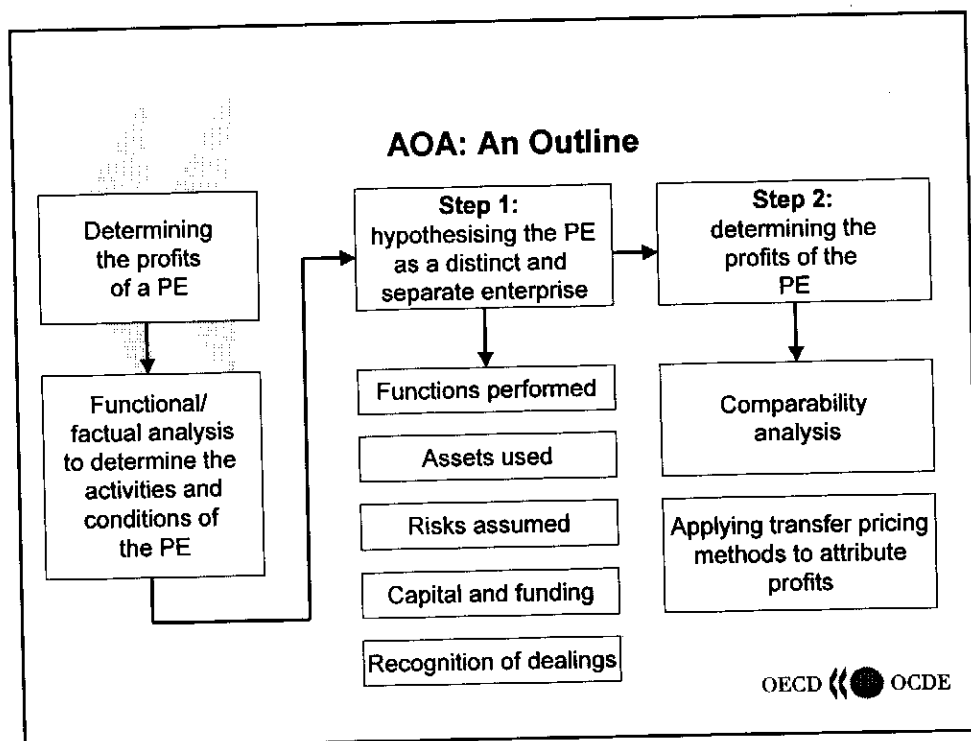 AOA: An Outline
Determining
the profits
of a PE
Functional/
factual analysis
to determine the
activities and
conditions of
the PE
Step 1:
hypothesising the PE
as a distinct and
separate enterprise
Functions performed
Assets used
Risks assumed
Capital and funding
Recognition of dealings
Step 2:
determining the
profits of the
PE
Comparability
analysis
Applying transfer pricing
methods to attribute
profits
OECD OCDE